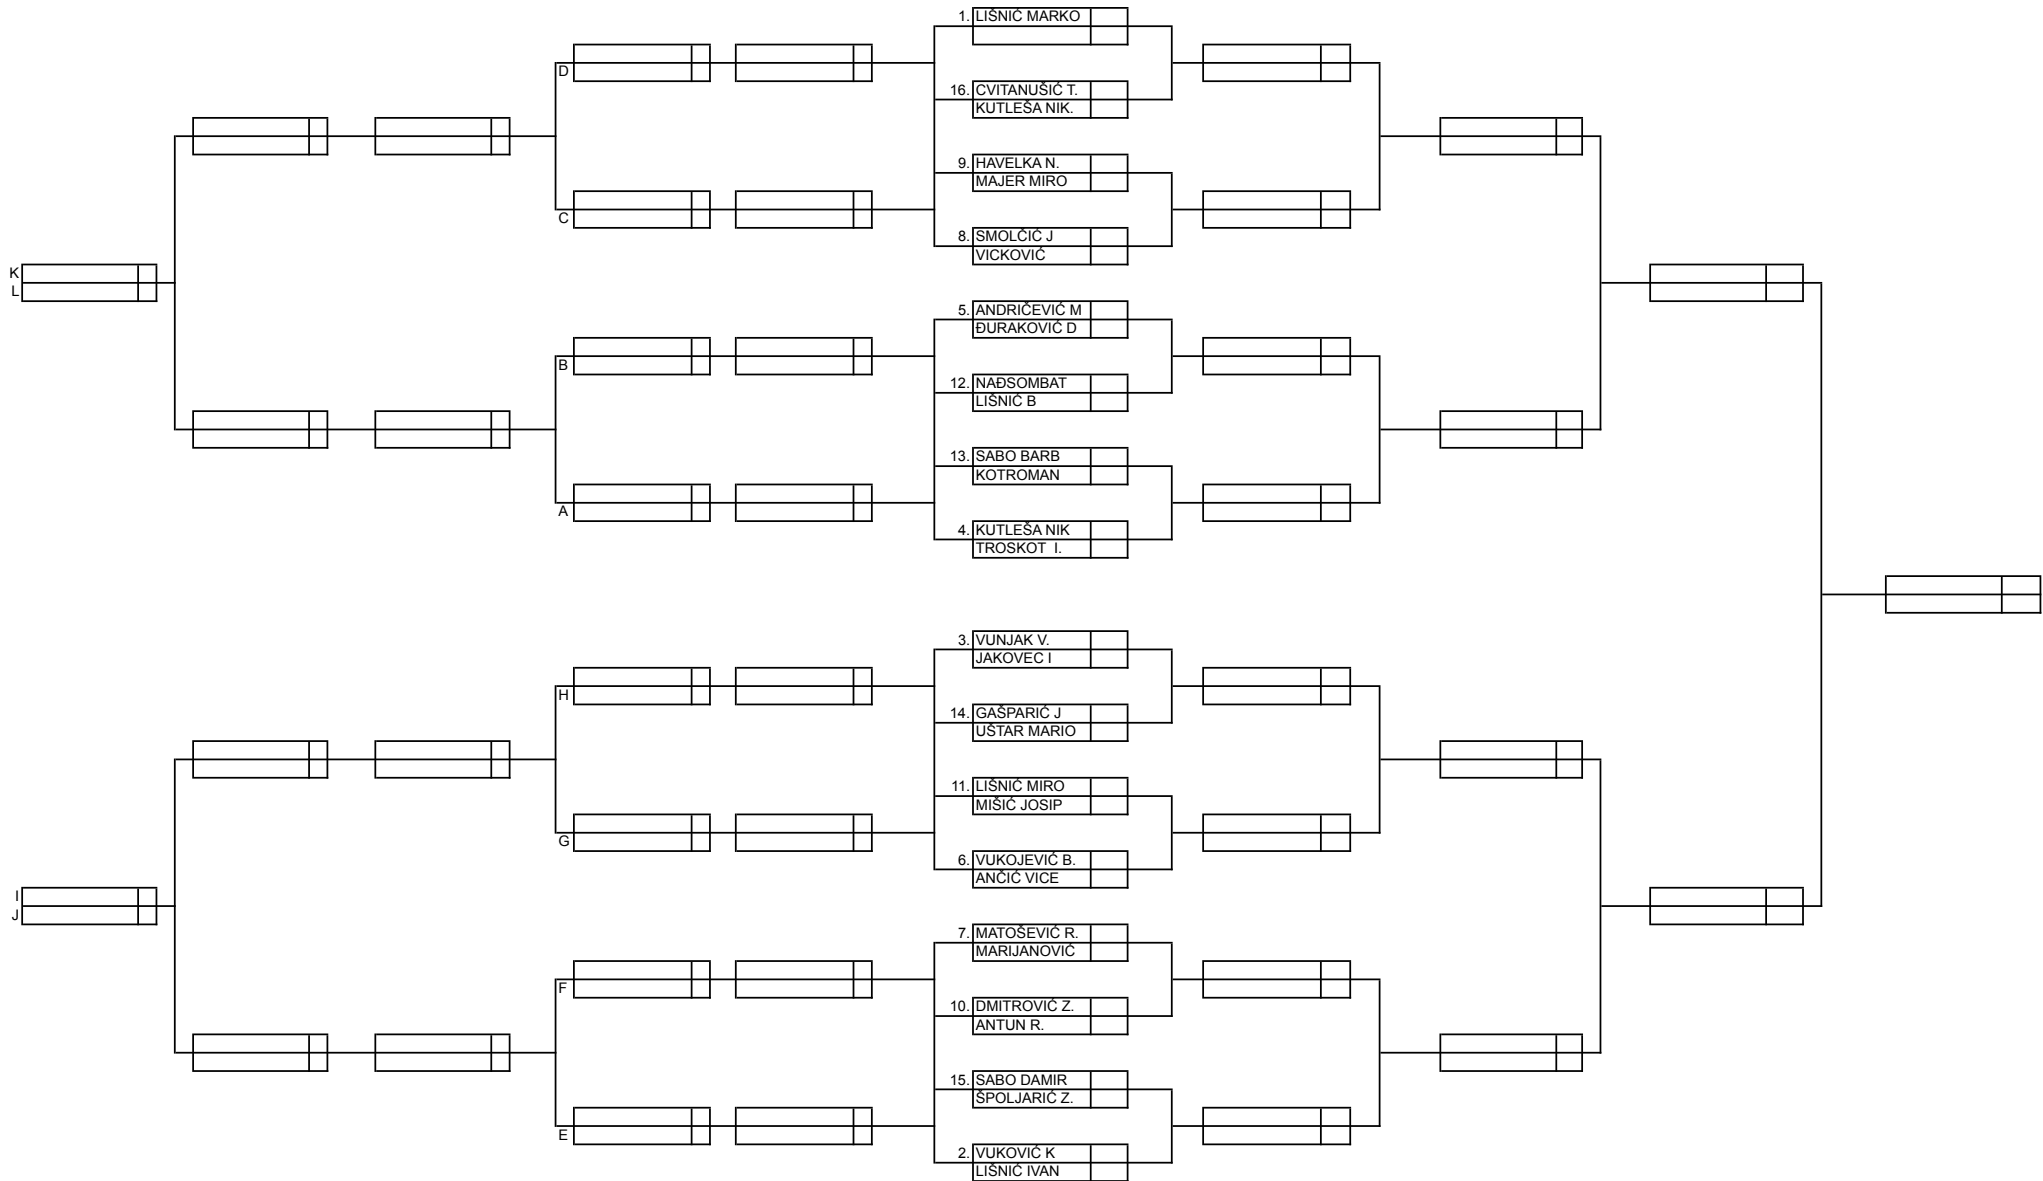 1. LIŠNIĆ MARKO
D
16. CVITANUŠIĆ T.
KUTLEŠA NIK.
9. HAVELKA N.
MAJER MIRO
C
8. SMOLČIĆ J
VICKOVIĆ
K
L
5. ANDRIČEVIĆ M
ĐURAKOVIĆ D
B
12. NAĐSOMBAT
LIŠNIĆ B
13. SABO BARB
KOTROMAN
A
4. KUTLEŠA NIK
TROSKOT I.
3. VUNJAK V.
JAKOVEC I
H
14. GAŠPARIĆ J
UŠTAR MARIO
11. LIŠNIĆ MIRO
MIŠIĆ JOSIP
G
6. VUKOJEVIĆ B.
ANČIĆ VICE
I
J
7. MATOŠEVIĆ R.
MARIJANOVIĆ
F
10. DMITROVIĆ Z.
ANTUN R.
15. SABO DAMIR
ŠPOLJARIĆ Z.
E
2. VUKOVIĆ K
LIŠNIĆ IVAN